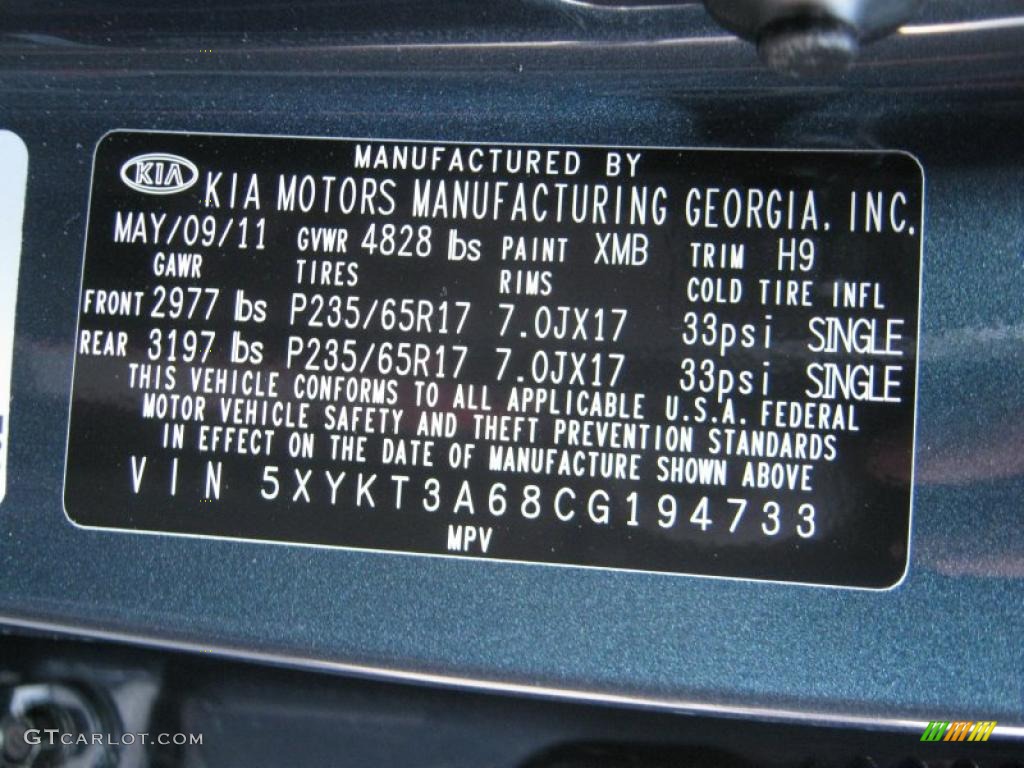 MANUFACTURED BY
KIA KIA MOTORS MANUFACTURING GEORGIA, INC.
MAY/09/11 GVWR 4828 lbs PAINT XMB TRIM H9
GAWR TIRES RIMS COLD TIRE INFL
FRONT 2977 lbs P235/65R17 7.0JX17 33psi SINGLE
REAR 3197 lbs P235/65R17 7.0JX17 33psi SINGLE
THIS VEHICLE CONFORMS TO ALL APPLICABLE U.S.A. FEDERAL
MOTOR VEHICLE SAFETY AND THEFT PREVENTION STANDARDS
IN EFFECT ON THE DATE OF MANUFACTURE SHOWN ABOVE
VIN 5XYKT3A68CG194733
MPV
GTCARLOT.COM